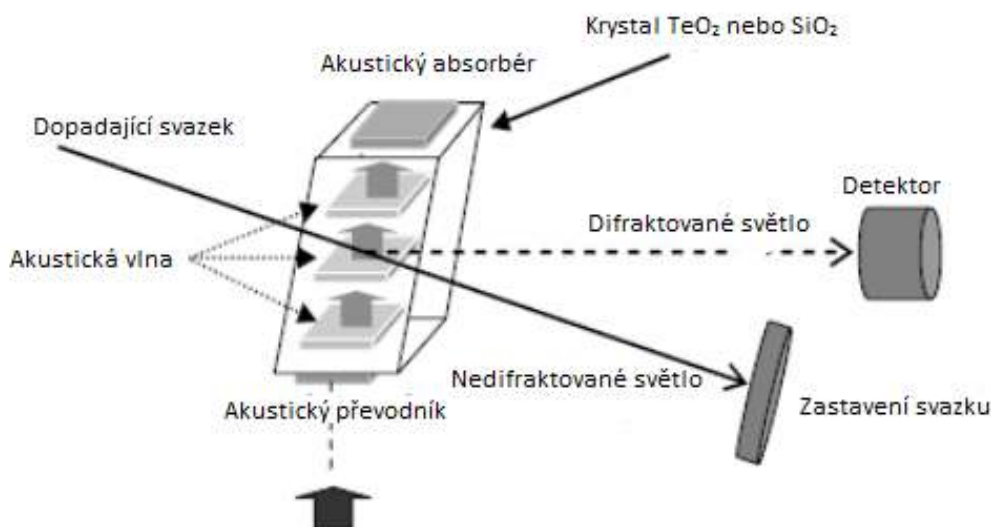 Krystal TeO₂ nebo SiO₂
Akustický absorbér
Dopadající svazek
Detektor
Difraktované světlo
Akustická vlna
Nedifraktované světlo
Akustický převodník
Zastavení svazku